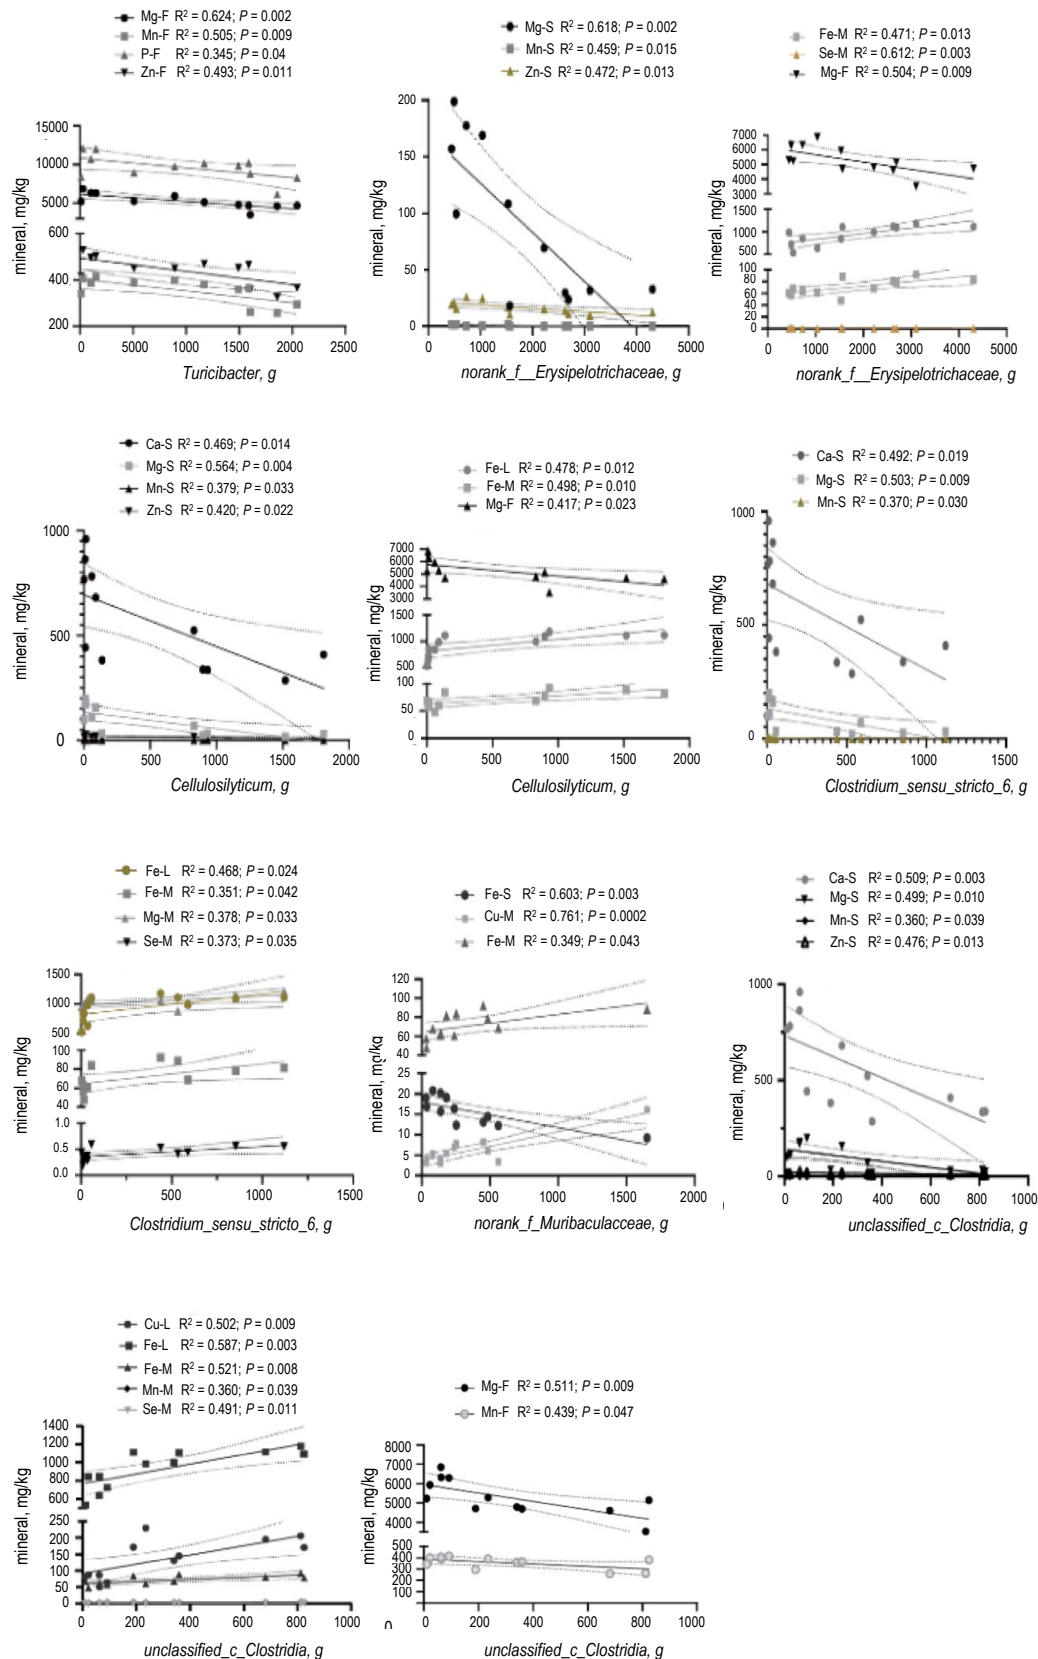 Mg-F R² = 0.624; P = 0.002
Mn-F R² = 0.505; P = 0.009
P-F R² = 0.345; P = 0.04
Zn-F R² = 0.493; P = 0.011
mineral, mg/kg
15000
10000
5000
600
400
200
0 500 1000 1500 2000 2500
Turicibacter, g
Mg-S R² = 0.618; P = 0.002
Mn-S R² = 0.459; P = 0.015
Zn-S R² = 0.472; P = 0.013
mineral, mg/kg
200
150
100
50
0
0 1000 2000 3000 4000 5000
norank_f__Erysipelotrichaceae, g
Fe-M R² = 0.471; P = 0.013
Se-M R² = 0.612; P = 0.003
Mg-F R² = 0.504; P = 0.009
mineral, mg/kg
7000
6000
5000
4000
3000
1500
1000
500
100
80
60
40
20
0
0 1000 2000 3000 4000 5000
norank_f__Erysipelotrichaceae, g
Ca-S R² = 0.469; P = 0.014
Mg-S R² = 0.564; P = 0.004
Mn-S R² = 0.379; P = 0.033
Zn-S R² = 0.420; P = 0.022
mineral, mg/kg
1000
500
0
0 500 1000 1500 2000
Cellulosilyticum, g
Fe-L R² = 0.478; P = 0.012
Fe-M R² = 0.498; P = 0.010
Mg-F R² = 0.417; P = 0.023
mineral, mg/kg
7000
6000
5000
4000
3000
1500
1000
500
100
50
0
0 500 1000 1500 2000
Cellulosilyticum, g
Ca-S R² = 0.492; P = 0.019
Mg-S R² = 0.503; P = 0.009
Mn-S R² = 0.370; P = 0.030
mineral, mg/kg
1000
500
0
0 500 1000 1500
Clostridium_sensu_stricto_6, g
Fe-L R² = 0.468; P = 0.024
Fe-M R² = 0.351; P = 0.042
Mg-M R² = 0.378; P = 0.033
Se-M R² = 0.373; P = 0.035
mineral, mg/kg
1500
1000
500
100
80
60
40
1.0
0.5
0.0
0 500 1000 1500
Clostridium_sensu_stricto_6, g
Fe-S R² = 0.603; P = 0.003
Cu-M R² = 0.761; P = 0.0002
Fe-M R² = 0.349; P = 0.043
mineral, mg/kg
120
100
80
60
40
25
20
15
10
5
0
0 500 1000 1500 2000
norank_f_Muribaculacceae, g
Ca-S R² = 0.509; P = 0.003
Mg-S R² = 0.499; P = 0.010
Mn-S R² = 0.360; P = 0.039
Zn-S R² = 0.476; P = 0.013
mineral, mg/kg
1000
500
0
0 200 400 600 800 1000
unclassified_c_Clostridia, g
Cu-L R² = 0.502; P = 0.009
Fe-L R² = 0.587; P = 0.003
Fe-M R² = 0.521; P = 0.008
Mn-M R² = 0.360; P = 0.039
Se-M R² = 0.491; P = 0.011
mineral, mg/kg
1400
1200
1000
800
600
250
200
150
100
50
0
0 200 400 600 800 1000
unclassified_c_Clostridia, g
Mg-F R² = 0.511; P = 0.009
Mn-F R² = 0.439; P = 0.047
mineral, mg/kg
8000
7000
6000
5000
4000
400
300
200
100
0
0 200 400 600 800 1000
unclassified_c_Clostridia, g